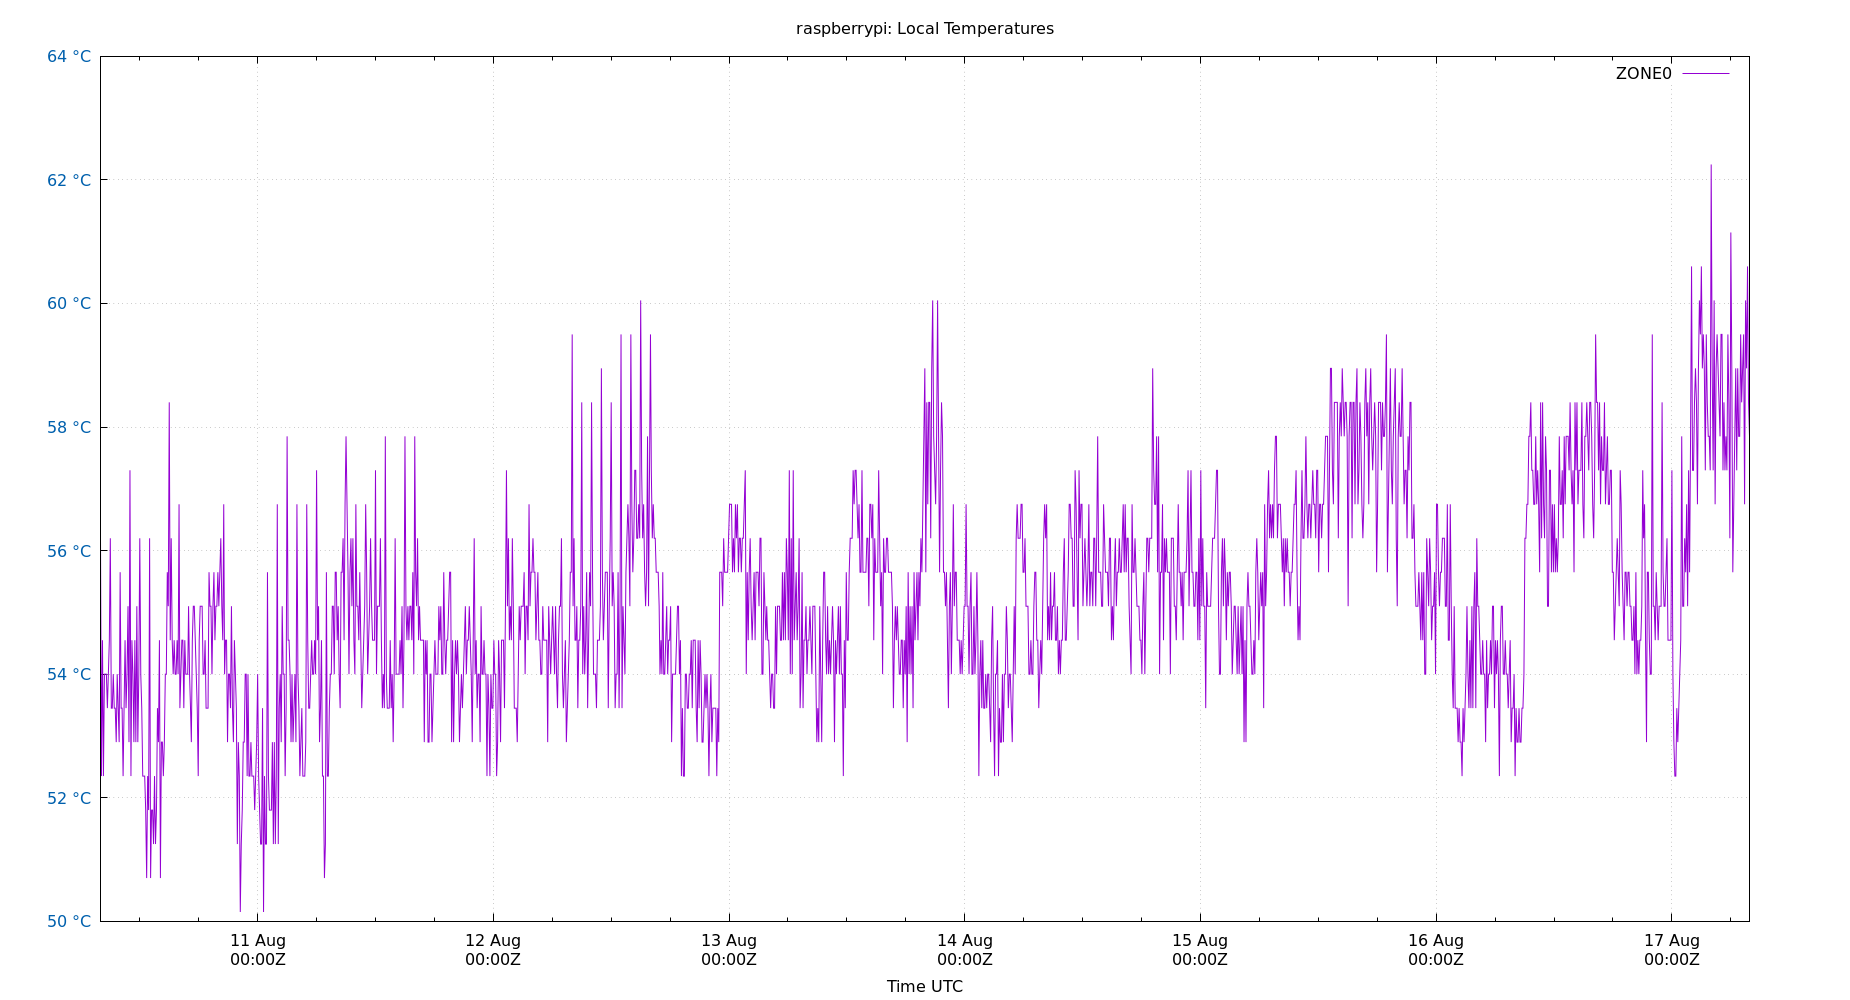 raspberrypi: Local Temperatures
64 °C
ZONE0
62 °C
60 °C
58 °C
56 °C
54 °C
52 °C
50 °C
11 Aug 12 Aug 13 Aug 14 Aug 15 Aug 16 Aug 17 Aug
00:00Z 00:00Z 00:00Z 00:00Z 00:00Z 00:00Z 00:00Z
Time UTC